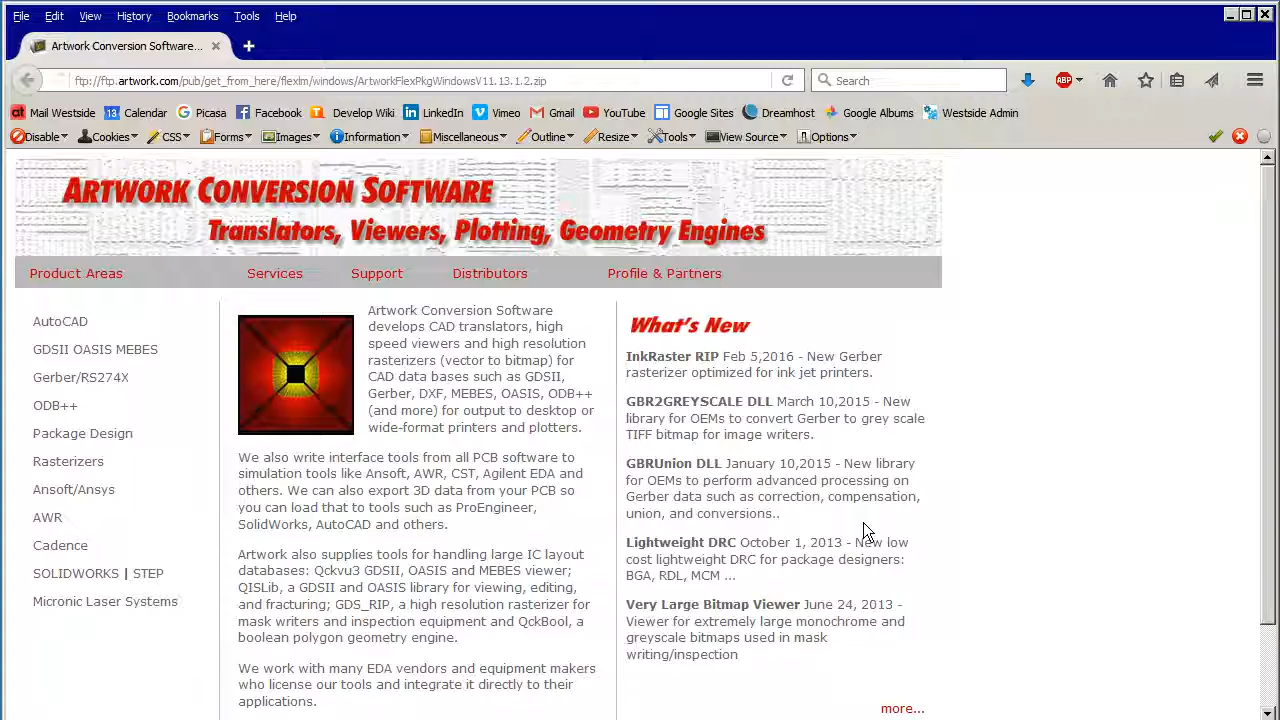 File Edit View History Bookmarks Tools Help
Artwork Conversion Software...
ftp://ftp.artwork.com/pub/get_from_here/flexlm/windows/ArtworkFlexPkgWindowsV11.13.1.2.zip
Search
ABP
Mail Westside Calendar Picasa Facebook Develop Wiki LinkedIn Vimeo Gmail YouTube Google Sites Dreamhost Google Albums Westside Admin
Disable Cookies CSS Forms Images Information Miscellaneous Outline Resize Tools View Source Options
ARTWORK CONVERSION SOFTWARE
Translators, Viewers, Plotting, Geometry Engines
Product Areas Services Support Distributors Profile & Partners
AutoCAD
GDSII OASIS MEBES
Gerber/RS274X
ODB++
Package Design
Rasterizers
Ansoft/Ansys
AWR
Cadence
SOLIDWORKS | STEP
Micronic Laser Systems
Artwork Conversion Software
develops CAD translators, high
speed viewers and high resolution
rasterizers (vector to bitmap) for
CAD data bases such as GDSII,
Gerber, DXF, MEBES, OASIS, ODB++
(and more) for output to desktop or
wide-format printers and plotters.
We also write interface tools from all PCB software to
simulation tools like Ansoft, AWR, CST, Agilent EDA and
others. We can also export 3D data from your PCB so
you can load that to tools such as ProEngineer,
SolidWorks, AutoCAD and others.
Artwork also supplies tools for handling large IC layout
databases: Qckvu3 GDSII, OASIS and MEBES viewer;
QISLib, a GDSII and OASIS library for viewing, editing,
and fracturing; GDS_RIP, a high resolution rasterizer for
mask writers and inspection equipment and QckBool, a
boolean polygon geometry engine.
We work with many EDA vendors and equipment makers
who license our tools and integrate it directly to their
applications.
What's New
InkRaster RIP Feb 5,2016 - New Gerber
rasterizer optimized for ink jet printers.
GBR2GREYSCALE DLL March 10,2015 - New
library for OEMs to convert Gerber to grey scale
TIFF bitmap for image writers.
GBRUnion DLL January 10,2015 - New library
for OEMs to perform advanced processing on
Gerber data such as correction, compensation,
union, and conversions..
Lightweight DRC October 1, 2013 - New low
cost lightweight DRC for package designers:
BGA, RDL, MCM ...
Very Large Bitmap Viewer June 24, 2013 -
Viewer for extremely large monochrome and
greyscale bitmaps used in mask
writing/inspection
more...